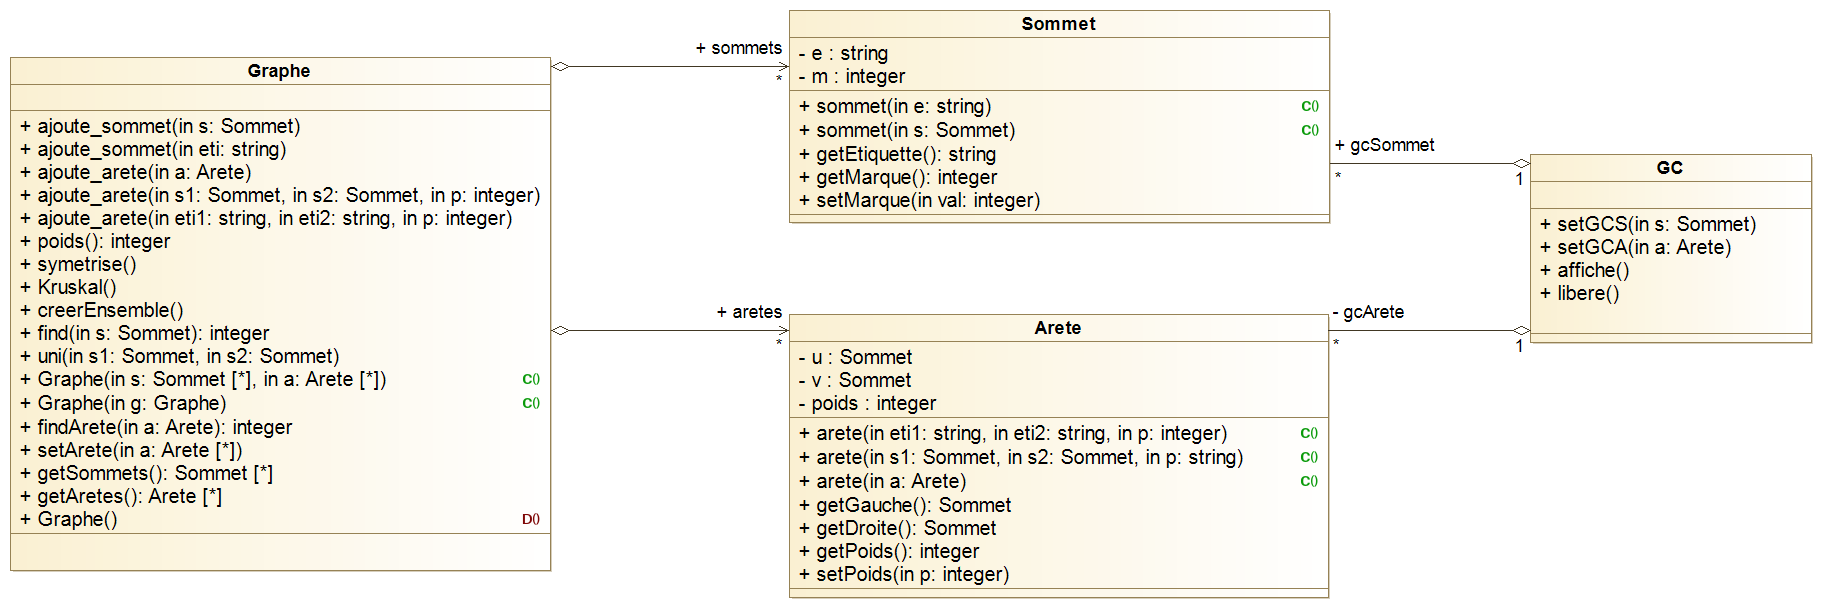 Graphe
+ ajoute_sommet(in s: Sommet)
+ ajoute_sommet(in eti: string)
+ ajoute_arete(in a: Arete)
+ ajoute_arete(in s1: Sommet, in s2: Sommet, in p: integer)
+ ajoute_arete(in eti1: string, in eti2: string, in p: integer)
+ poids(): integer
+ symetrise()
+ Kruskal()
+ creerEnsemble()
+ find(in s: Sommet): integer
+ uni(in s1: Sommet, in s2: Sommet)
+ Graphe(in s: Sommet [*], in a: Arete [*]) C()
+ Graphe(in g: Graphe) C()
+ findArete(in a: Arete): integer
+ setArete(in a: Arete [*])
+ getSommets(): Sommet [*]
+ getAretes(): Arete [*]
+ Graphe() D()
+ sommets
*
+ aretes
*
Sommet
- e : string
- m : integer
+ sommet(in e: string) C()
+ sommet(in s: Sommet) C()
+ getEtiquette(): string
+ getMarque(): integer
+ setMarque(in val: integer)
Arete
- u : Sommet
- v : Sommet
- poids : integer
+ arete(in eti1: string, in eti2: string, in p: integer) C()
+ arete(in s1: Sommet, in s2: Sommet, in p: string) C()
+ arete(in a: Arete) C()
+ getGauche(): Sommet
+ getDroite(): Sommet
+ getPoids(): integer
+ setPoids(in p: integer)
+ gcSommet
* 1
- gcArete
* 1
GC
+ setGCS(in s: Sommet)
+ setGCA(in a: Arete)
+ affiche()
+ libere()